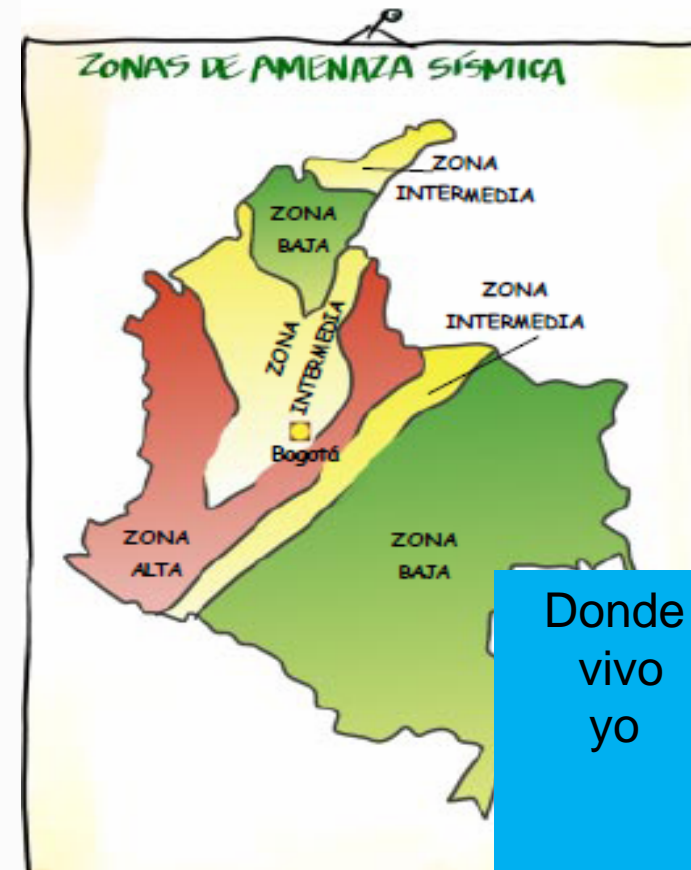 ZONAS DE AMENAZA SÍSMICA
ZONA
INTERMEDIA
ZONA
BAJA
ZONA
INTERMEDIA
ZONA
INTERMEDIA
Bogotá
ZONA
ALTA
ZONA
BAJA
Donde
vivo
yo